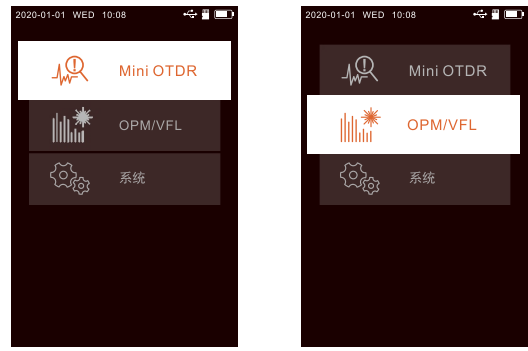 2020-01-01 WED 10:08
Mini OTDR
OPM/VFL
系统
2020-01-01 WED 10:08
Mini OTDR
OPM/VFL
系统